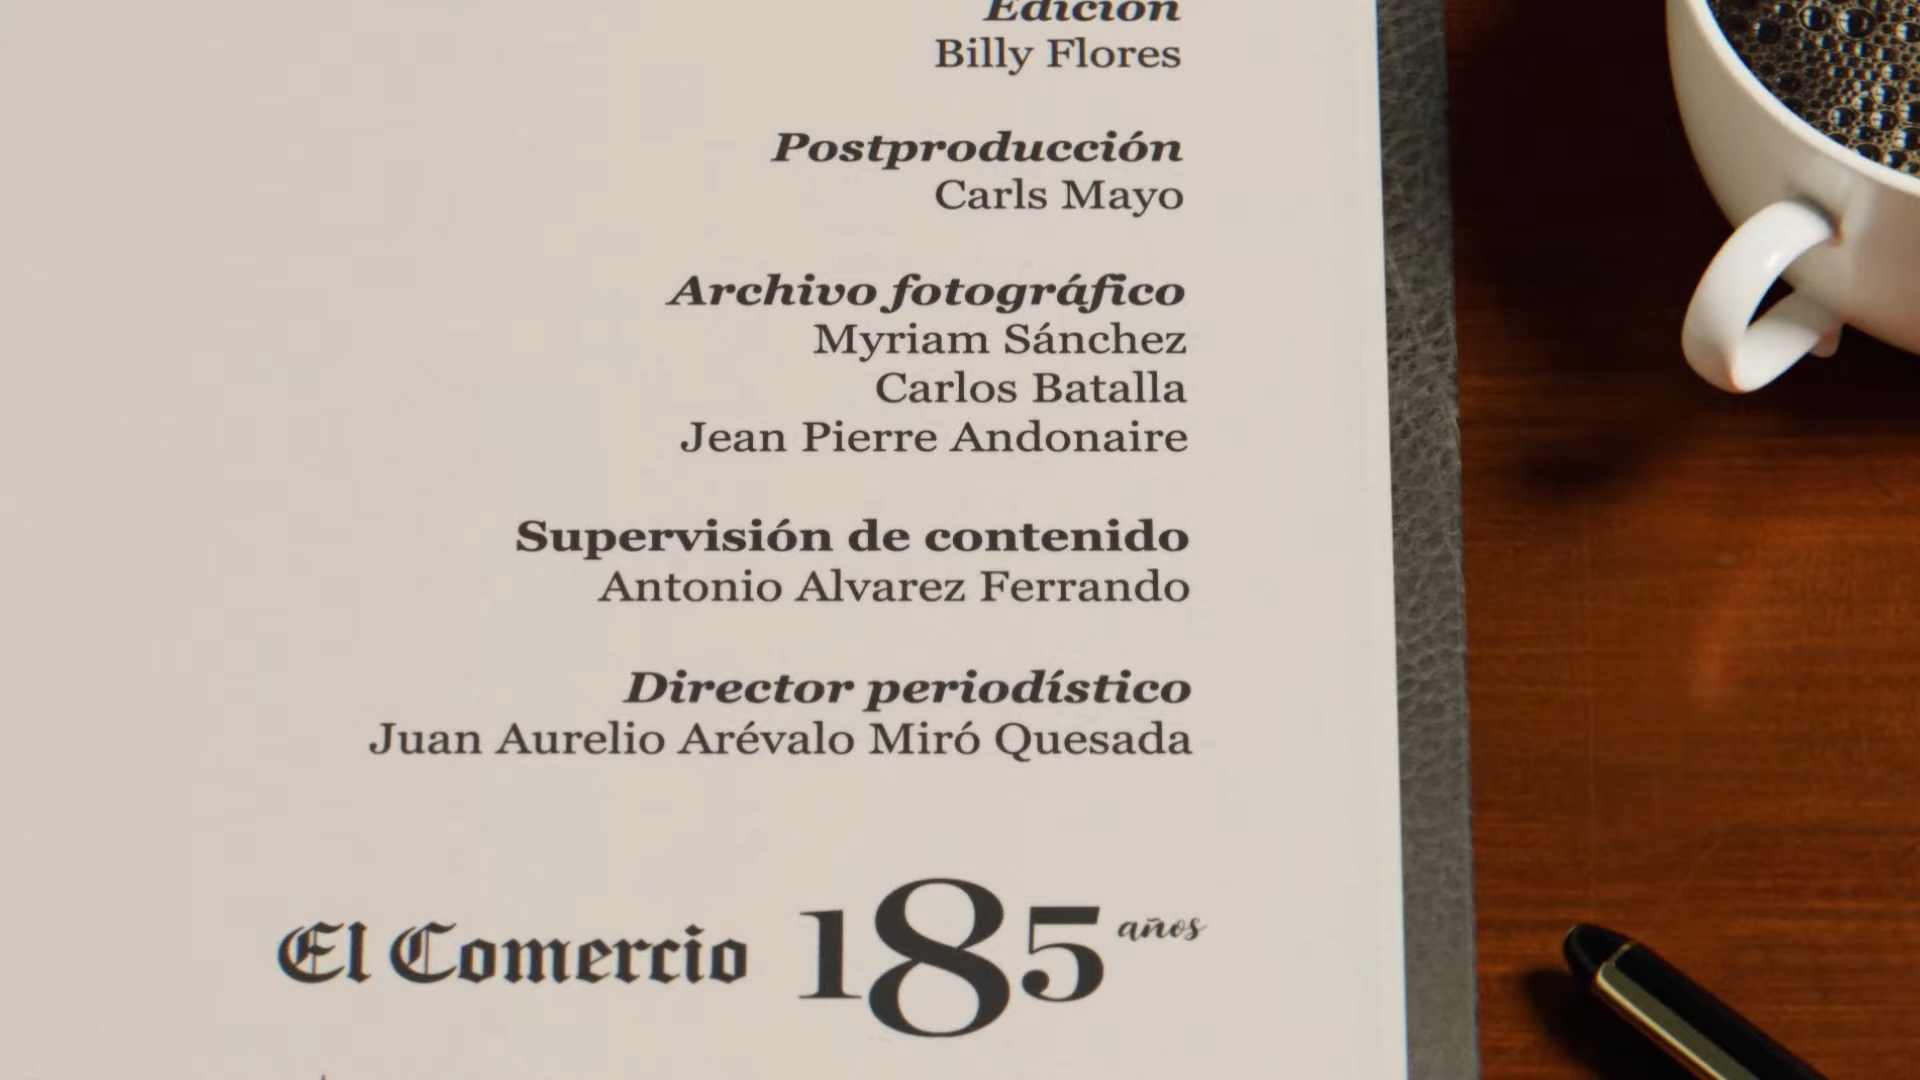 Edición
Billy Flores
Postproducción
Carls Mayo
Archivo fotográfico
Myriam Sánchez
Carlos Batalla
Jean Pierre Andonaire
Supervisión de contenido
Antonio Alvarez Ferrando
Director periodístico
Juan Aurelio Arévalo Miró Quesada
El Comercio 185 años